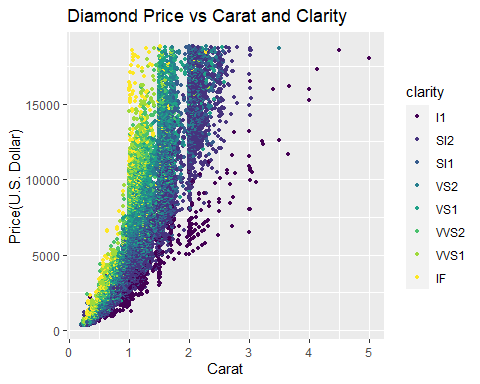 Diamond Price vs Carat and Clarity
Price(U.S, Dollar)
15000
10000
5000
0
0
1
2
3
4
5
Carat
clarity
I1
SI2
SI1
VS2
VS1
VVS2
VVS1
IF